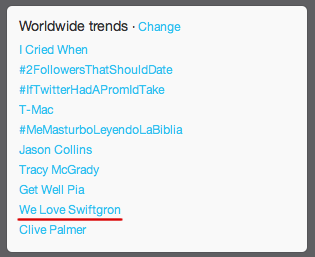 Worldwide trends · Change
I Cried When
#2FollowersThatShouldDate
#IfTwitterHadAPromIdTake
T-Mac
#MeMasturboLeyendoLaBiblia
Jason Collins
Tracy McGrady
Get Well Pia
We Love Swiftgron
Clive Palmer